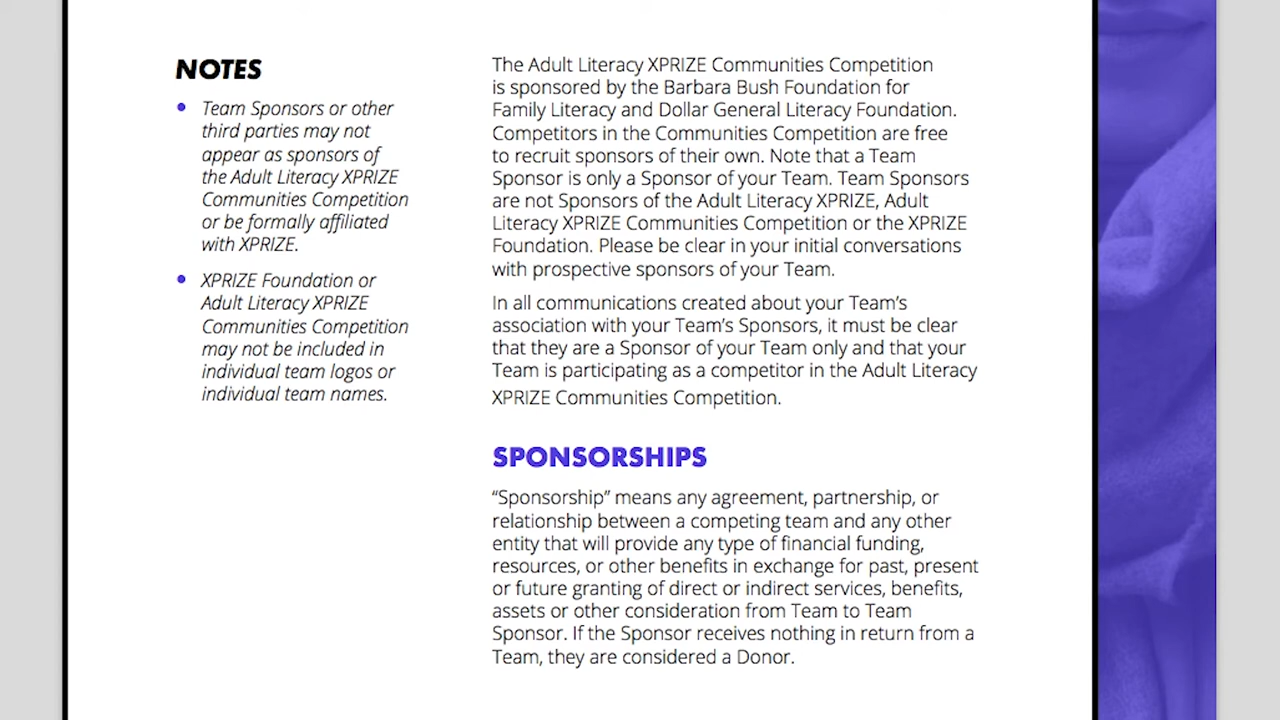 NOTES
• Team Sponsors or other
third parties may not
appear as sponsors of
the Adult Literacy XPRIZE
Communities Competition
or be formally affiliated
with XPRIZE.
• XPRIZE Foundation or
Adult Literacy XPRIZE
Communities Competition
may not be included in
individual team logos or
individual team names.
The Adult Literacy XPRIZE Communities Competition
is sponsored by the Barbara Bush Foundation for
Family Literacy and Dollar General Literacy Foundation.
Competitors in the Communities Competition are free
to recruit sponsors of their own. Note that a Team
Sponsor is only a Sponsor of your Team. Team Sponsors
are not Sponsors of the Adult Literacy XPRIZE, Adult
Literacy XPRIZE Communities Competition or the XPRIZE
Foundation. Please be clear in your initial conversations
with prospective sponsors of your Team.
In all communications created about your Team’s
association with your Team’s Sponsors, it must be clear
that they are a Sponsor of your Team only and that your
Team is participating as a competitor in the Adult Literacy
XPRIZE Communities Competition.
SPONSORSHIPS
“Sponsorship” means any agreement, partnership, or
relationship between a competing team and any other
entity that will provide any type of financial funding,
resources, or other benefits in exchange for past, present
or future granting of direct or indirect services, benefits,
assets or other consideration from Team to Team
Sponsor. If the Sponsor receives nothing in return from a
Team, they are considered a Donor.